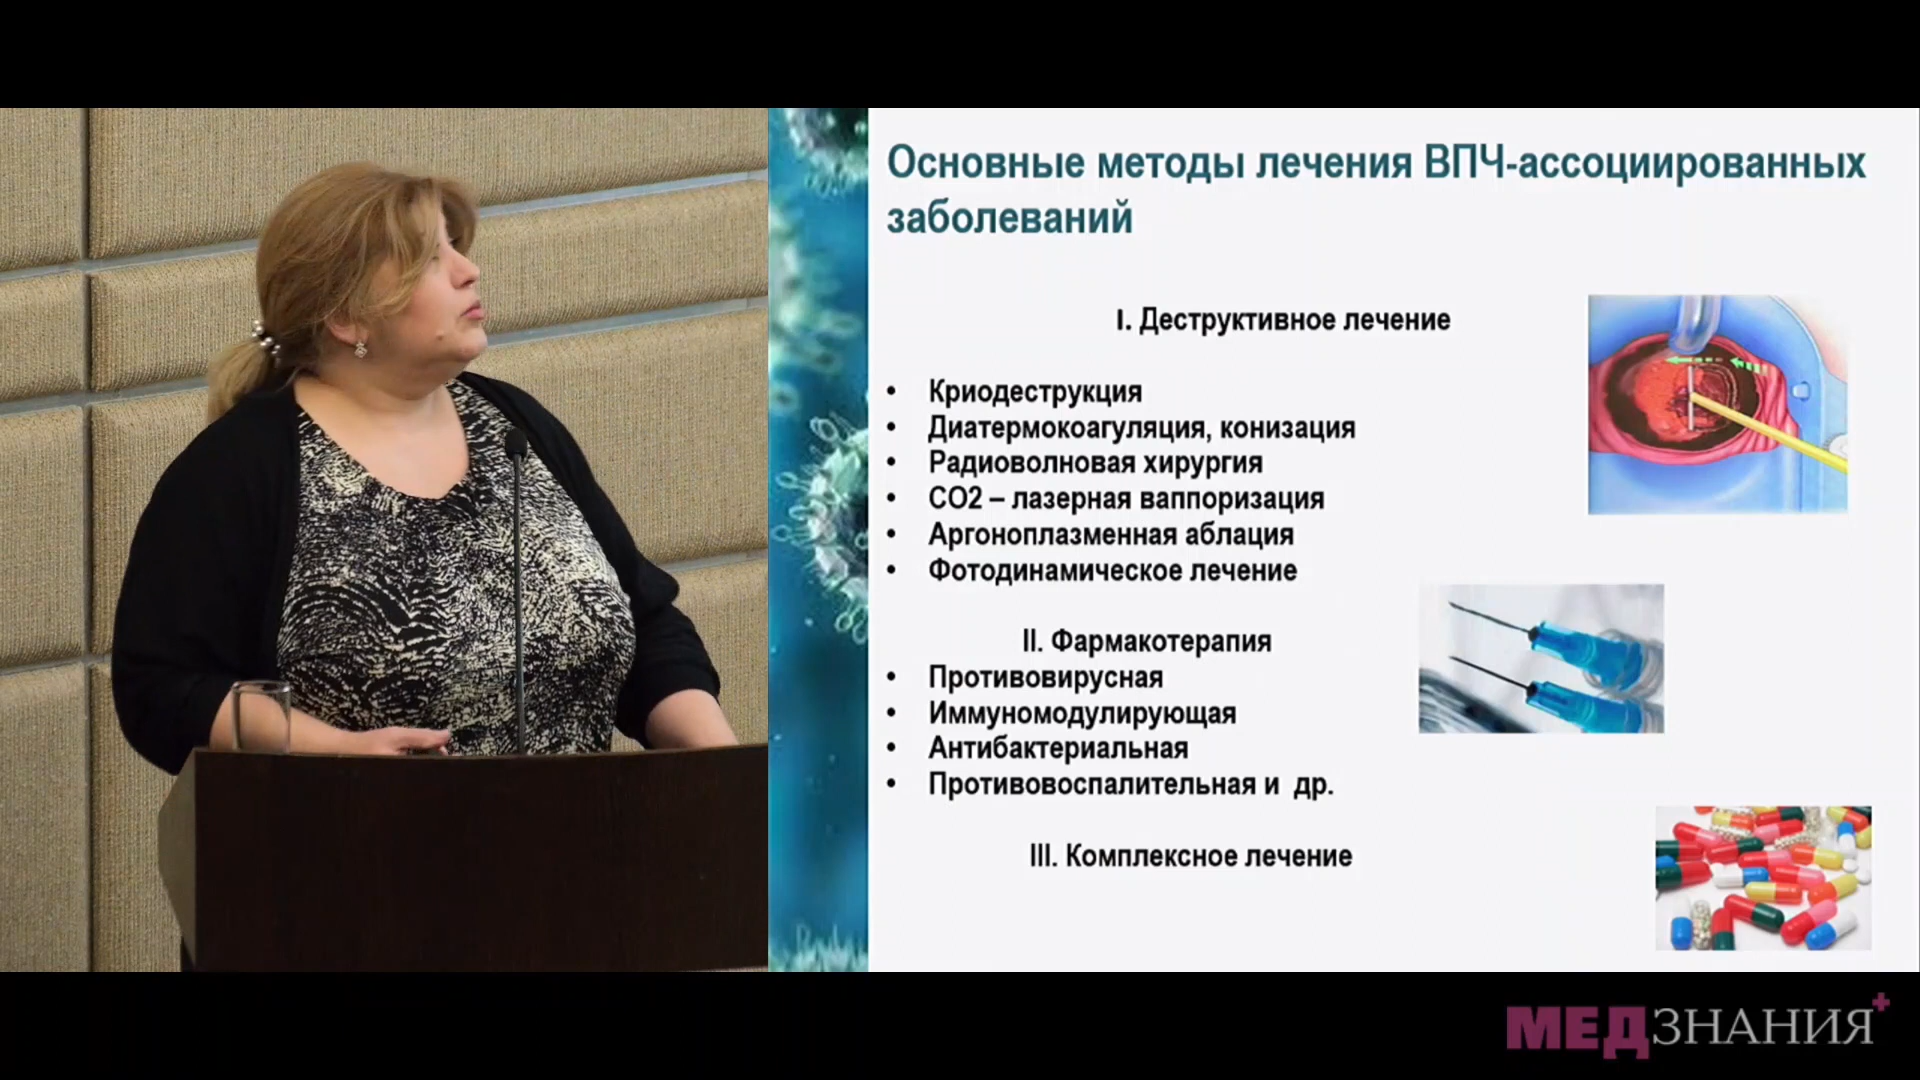 Основные методы лечения ВПЧ-ассоциированных
заболеваний
I. Деструктивное лечение
• Криодеструкция
• Диатермокоагуляция, конизация
• Радиоволновая хирургия
• СО2 – лазерная ваппоризация
• Аргоноплазменная аблация
• Фотодинамическое лечение
II. Фармакотерапия
• Противовирусная
• Иммуномодулирующая
• Антибактериальная
• Противовоспалительная и др.
III. Комплексное лечение
МЕДЗНАНИЯ+